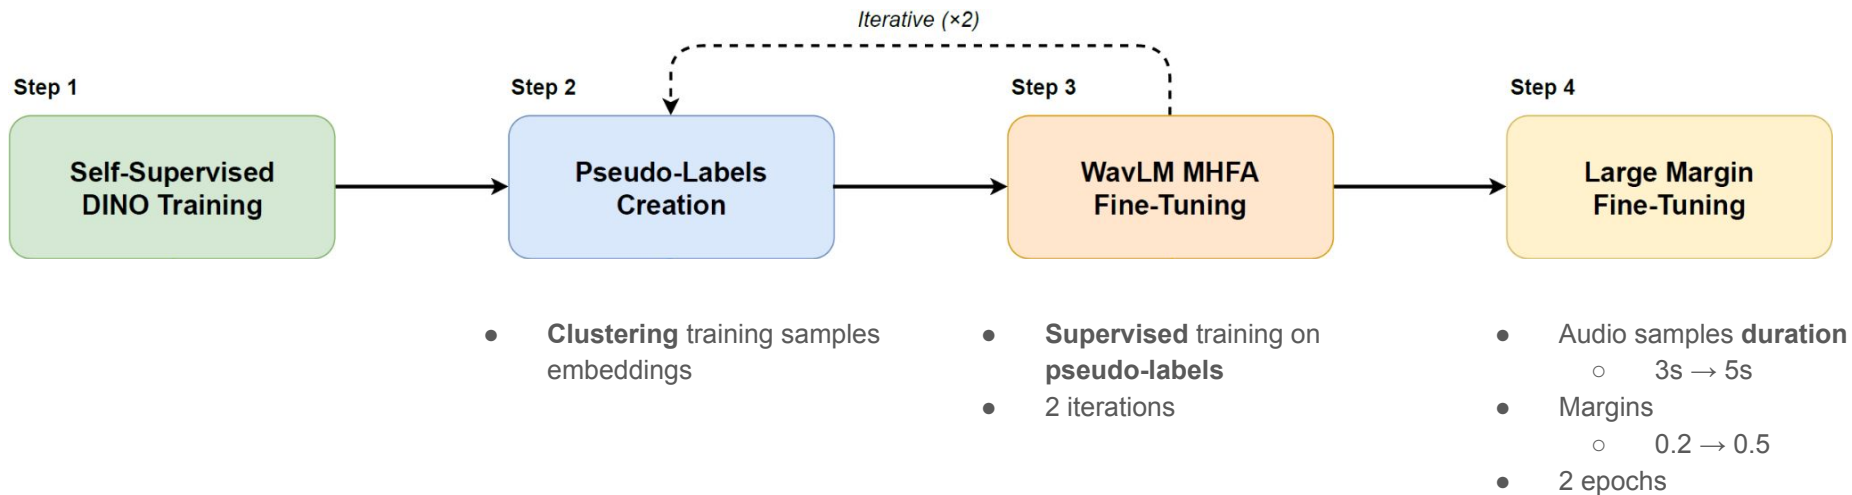 Iterative (×2)
Step 1
Self-Supervised
DINO Training
Step 2
Pseudo-Labels
Creation
● Clustering training samples
embeddings
Step 3
WavLM MHFA
Fine-Tuning
● Supervised training on
pseudo-labels
● 2 iterations
Step 4
Large Margin
Fine-Tuning
● Audio samples duration
○ 3s → 5s
● Margins
○ 0.2 → 0.5
● 2 epochs